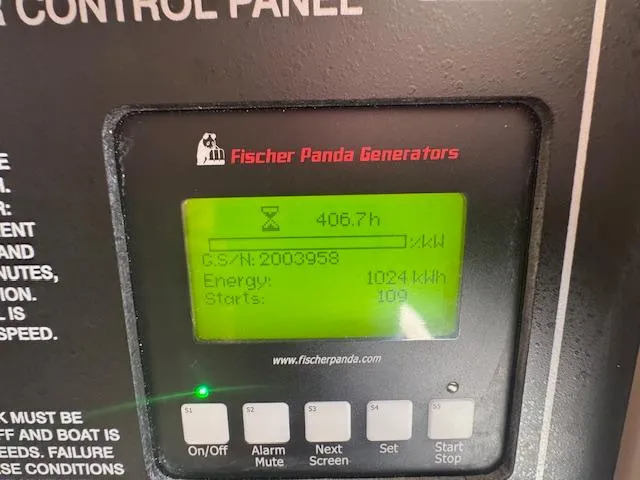 CONTROL PANEL
Fischer Panda Generators
406.7h
%kW
G.S/N: 2003958
Energy: 1024 kWh
Starts: 109
www.fischerpanda.com
S1 S2 S3 S4 S5
On/Off Alarm Mute Next Screen Set Start Stop
AND
NUTES,
ION.
L IS
SPEED.
K MUST BE
FF AND BOAT IS
EEDS. FAILURE
SE CONDITIONS